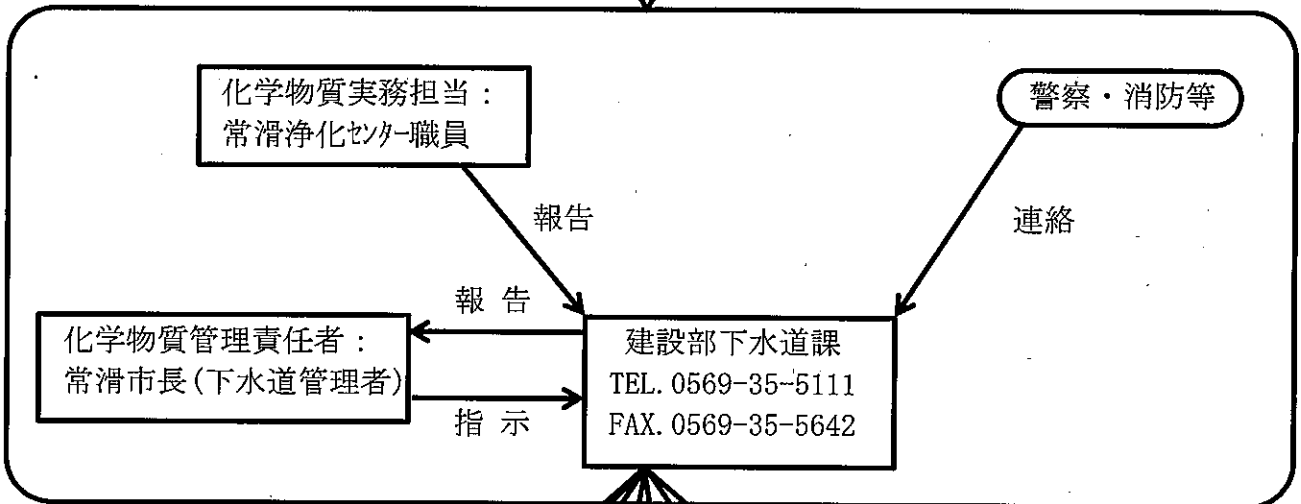 化学物質実務担当：
常滑浄化ｾﾝﾀｰ職員
警察・消防等
報告
連絡
報 告
化学物質管理責任者：
常滑市長(下水道管理者)
指 示
建設部下水道課
TEL. 0569-35-5111
FAX. 0569-35-5642